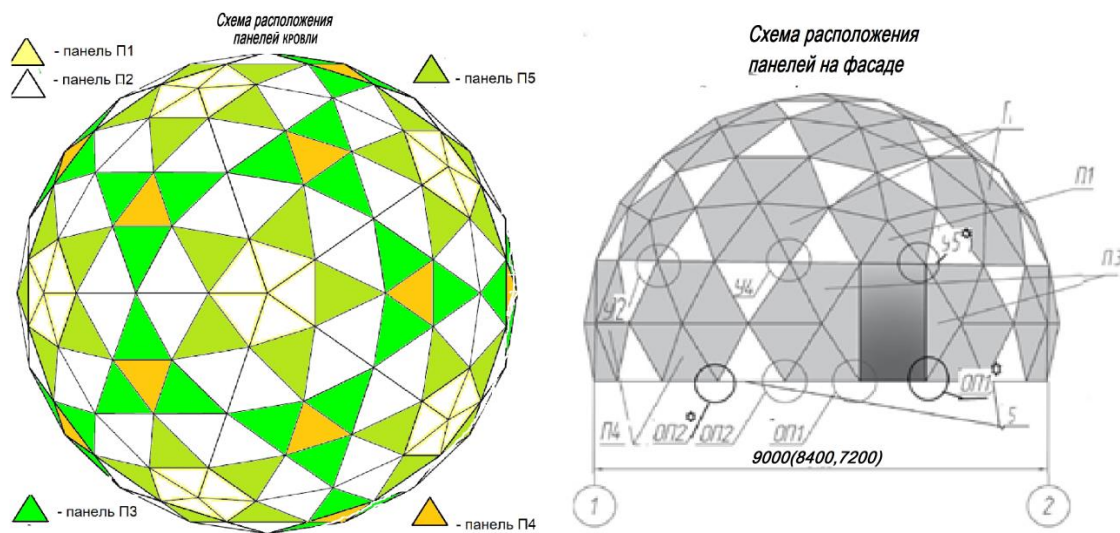 Схема расположения
панелей кровли
- панель П1
- панель П2
- панель П5
- панель П3
- панель П4
Схема расположения
панелей на фасаде
П1
П3
У5*
У4
У2
ОП1*
П4
ОП2*
ОП2
ОП1
5
9000(8400,7200)
1
2